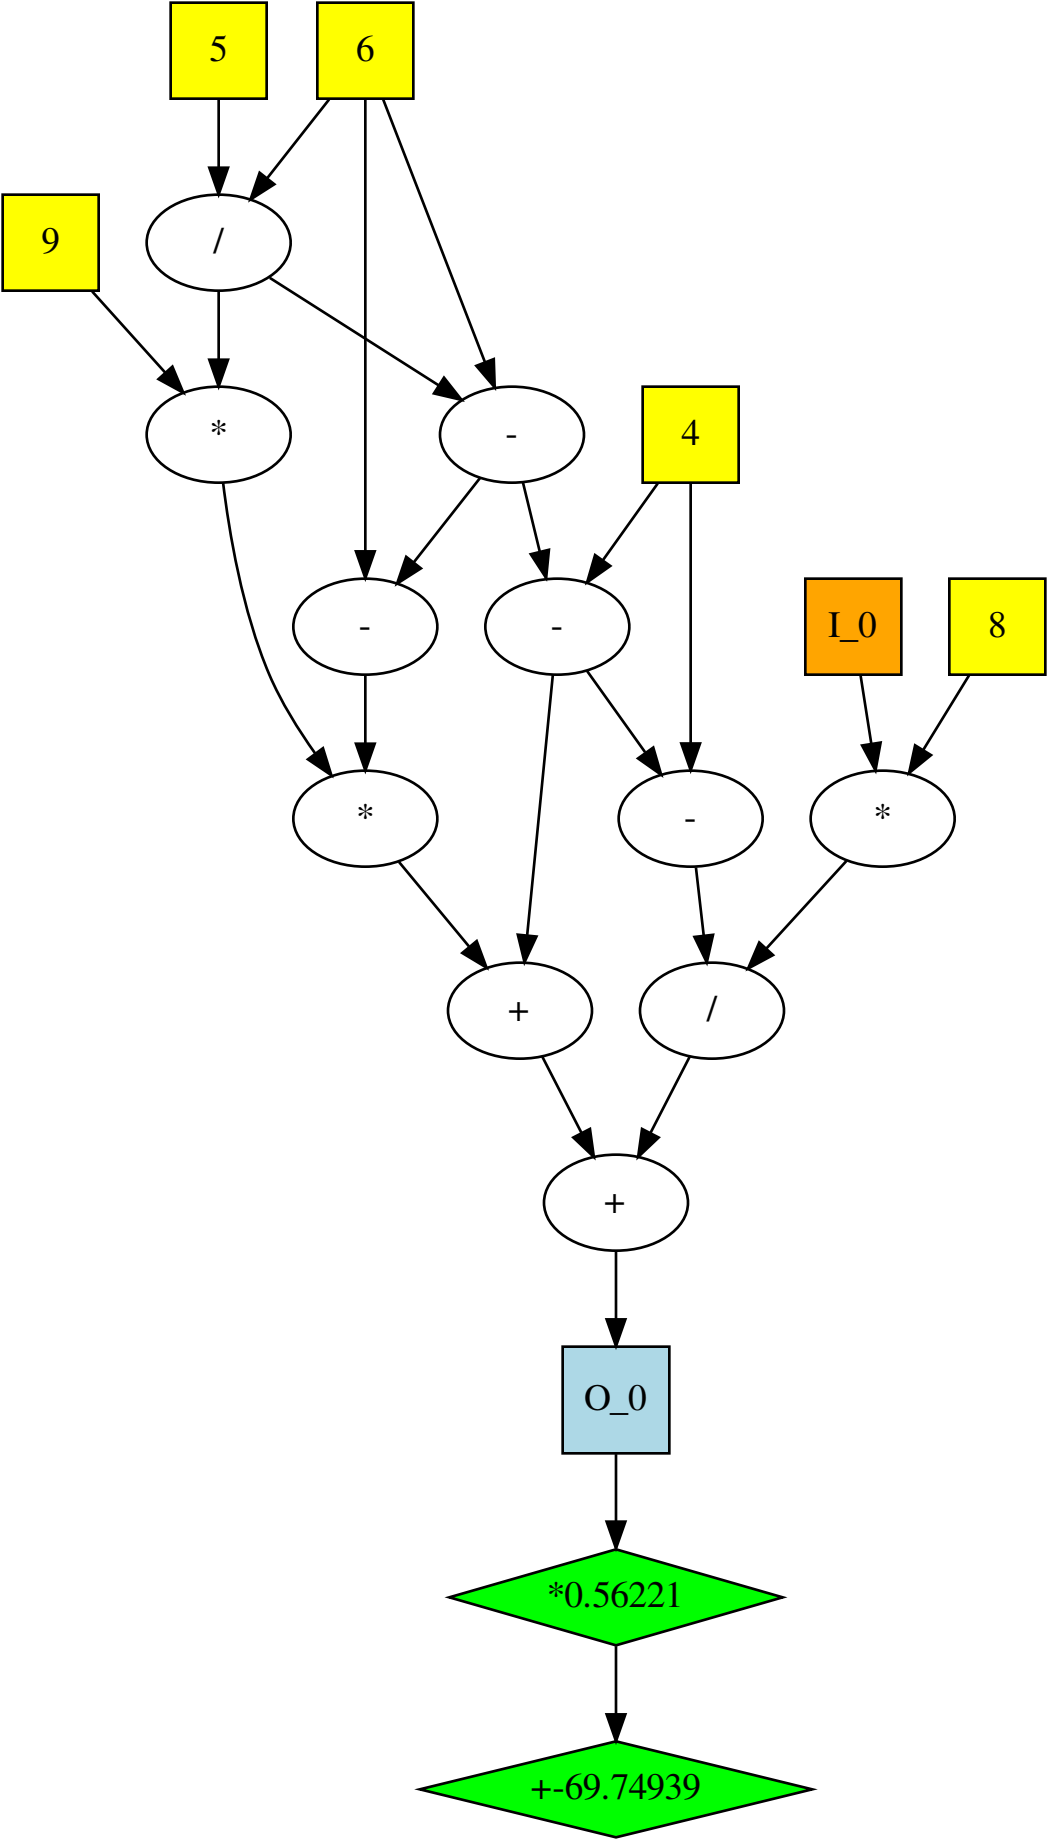 5 6
9 /
* - 4
- - I_0 8
* - *
+ /
+
O_0
*0.56221
+-69.74939